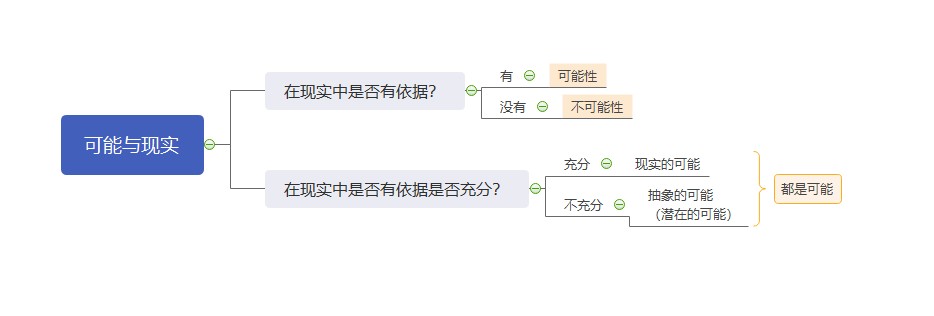 可能与现实
在现实中是否有依据？
有
可能性
没有
不可能性
在现实中是否有依据是否充分？
充分
现实的可能
不充分
抽象的可能
（潜在的可能）
都是可能